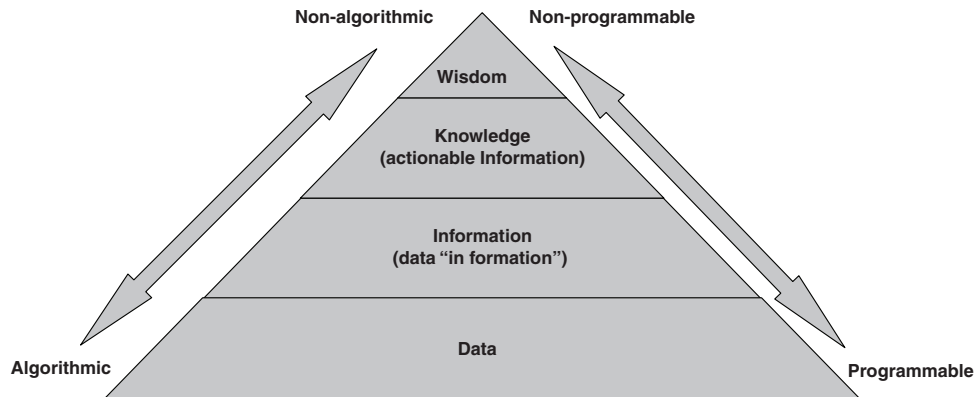 Non-algorithmic
Non-programmable
Wisdom
Knowledge
(actionable Information)
Information
(data “in formation”)
Data
Algorithmic
Programmable